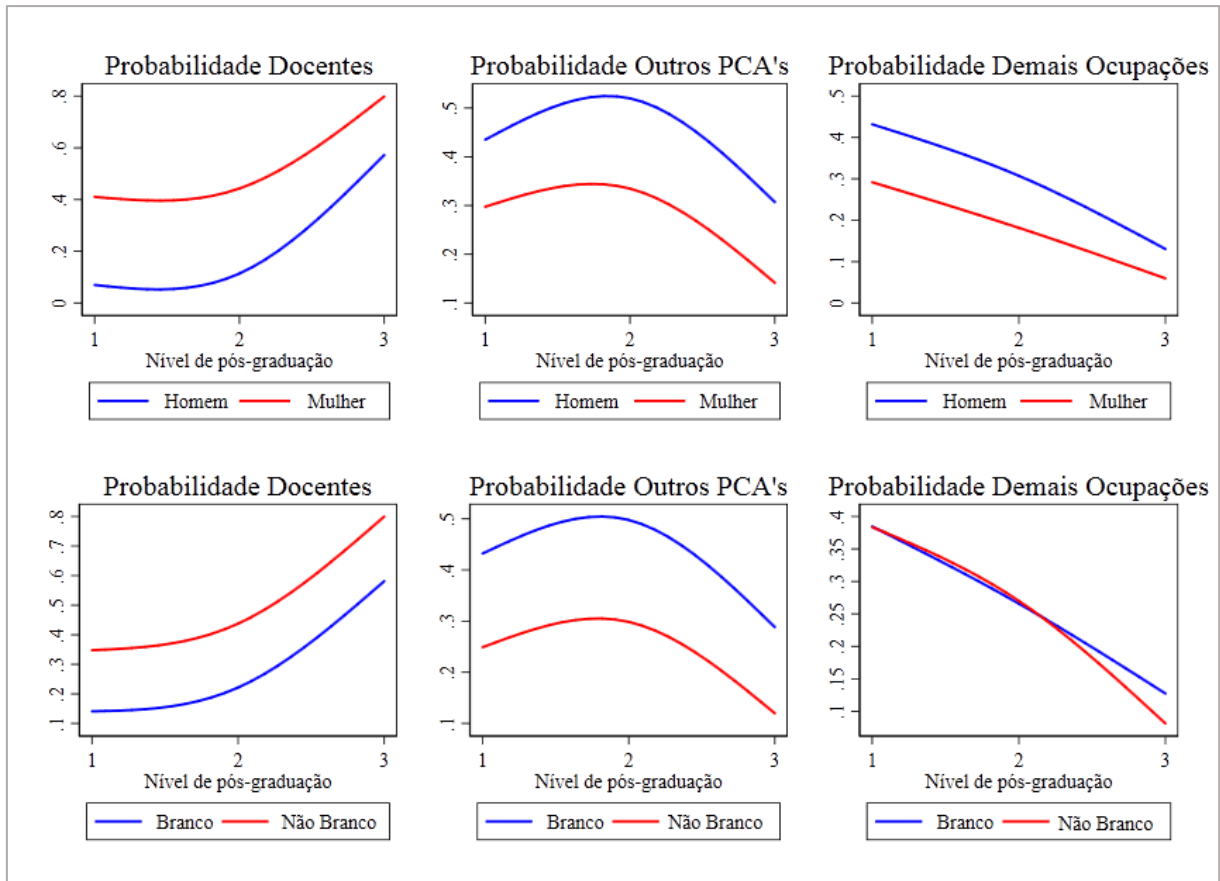 Probabilidade Docentes
.8
.6
.4
.2
0
1 2 3
Nível de pós-graduação
Homem Mulher
Probabilidade Outros PCA's
.5
.4
.3
.2
.1
1 2 3
Nível de pós-graduação
Homem Mulher
Probabilidade Demais Ocupações
.5
.4
.3
.2
.1
0
1 2 3
Nível de pós-graduação
Homem Mulher
Probabilidade Docentes
.8
.7
.6
.5
.4
.3
.2
.1
1 2 3
Nível de pós-graduação
Branco Não Branco
Probabilidade Outros PCA's
.5
.4
.3
.2
.1
1 2 3
Nível de pós-graduação
Branco Não Branco
Probabilidade Demais Ocupações
.4
.35
.3
.25
.2
.15
.1
1 2 3
Nível de pós-graduação
Branco Não Branco